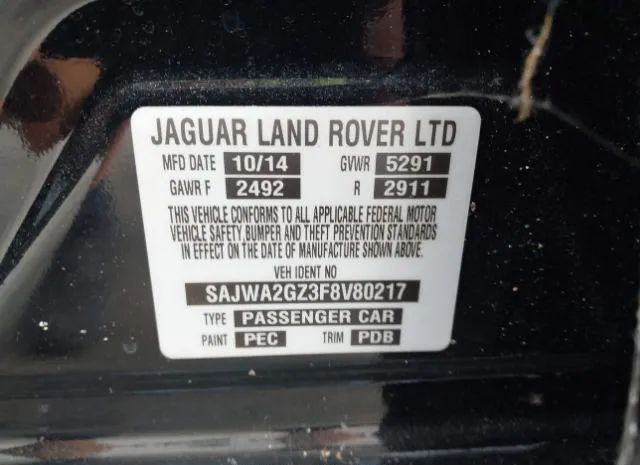 JAGUAR LAND ROVER LTD
MFD DATE 10/14 GVWR 5291
GAWR F 2492 R 2911
THIS VEHICLE CONFORMS TO ALL APPLICABLE FEDERAL MOTOR
VEHICLE SAFETY,BUMPER AND THEFT PREVENTION STANDARDS
IN EFFECT ON THE DATE OF MANUFACTURE SHOWN ABOVE.
VEH IDENT NO
SAJWA2GZ3F8V80217
TYPE PASSENGER CAR
PAINT PEC TRIM PDB